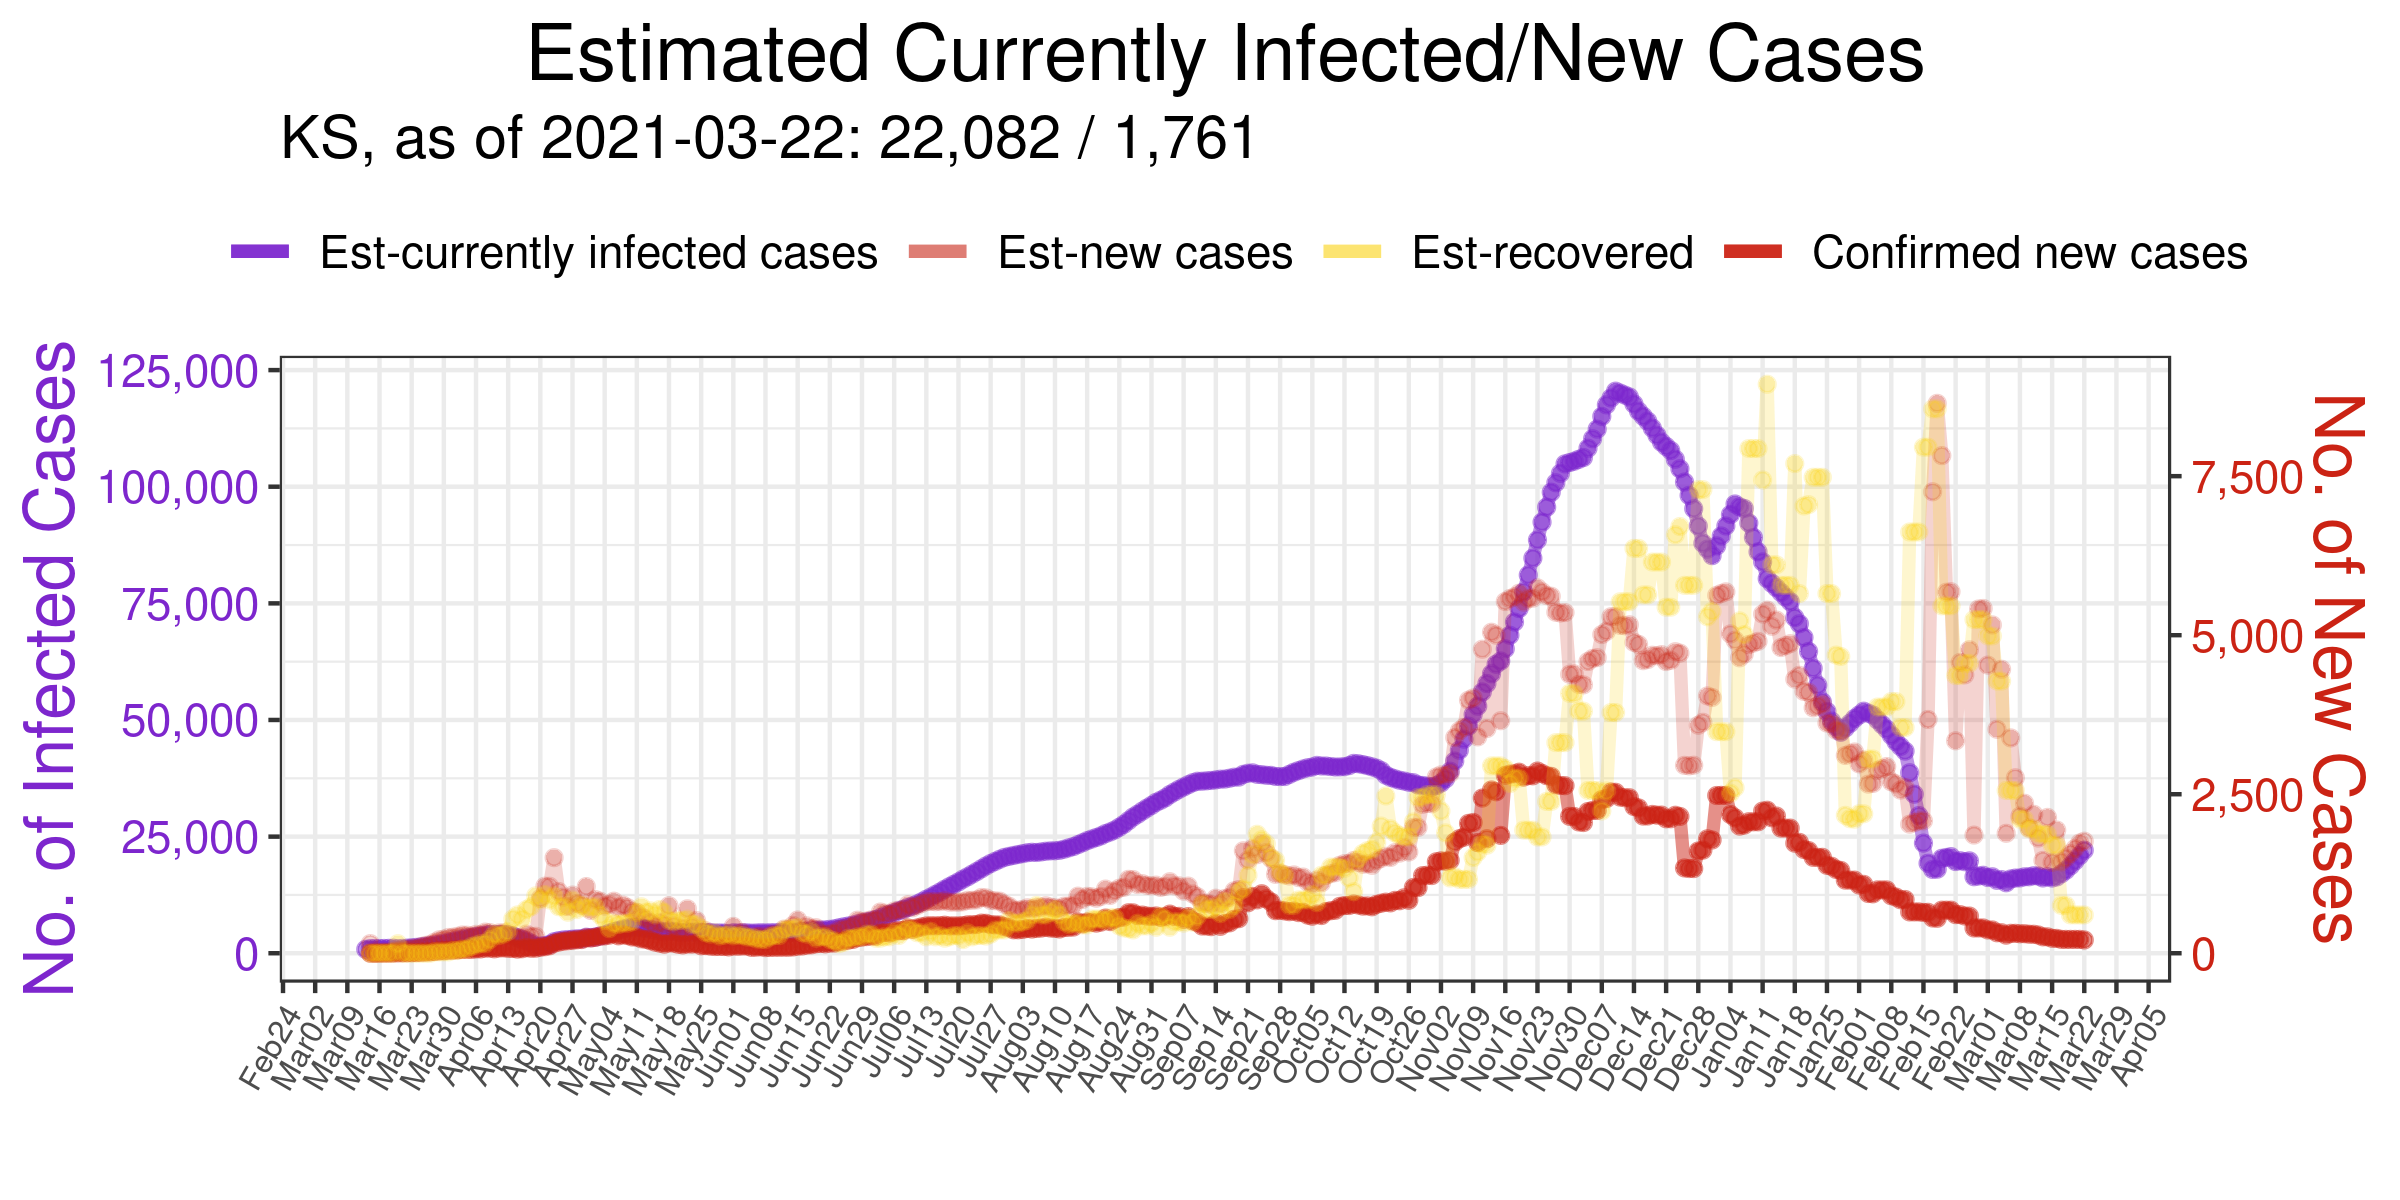 Estimated Currently Infected/New Cases
KS, as of 2021-03-22: 22,082 / 1,761
Est-currently infected cases Est-new cases Est-recovered Confirmed new cases
No. of Infected Cases
125,000
100,000
75,000
50,000
25,000
0
No. of New Cases
7,500
5,000
2,500
0
Feb24 Mar02 Mar09 Mar16 Mar23 Mar30 Apr06 Apr13 Apr20 Apr27 May04 May11 May18 May25 Jun01 Jun08 Jun15 Jun22 Jun29 Jul06 Jul13 Jul20 Jul27 Aug03 Aug10 Aug17 Aug24 Aug31 Sep07 Sep14 Sep21 Sep28 Oct05 Oct12 Oct19 Oct26 Nov02 Nov09 Nov16 Nov23 Nov30 Dec07 Dec14 Dec21 Dec28 Jan04 Jan11 Jan18 Jan25 Feb01 Feb08 Feb15 Feb22 Mar01 Mar08 Mar15 Mar22 Mar29 Apr05